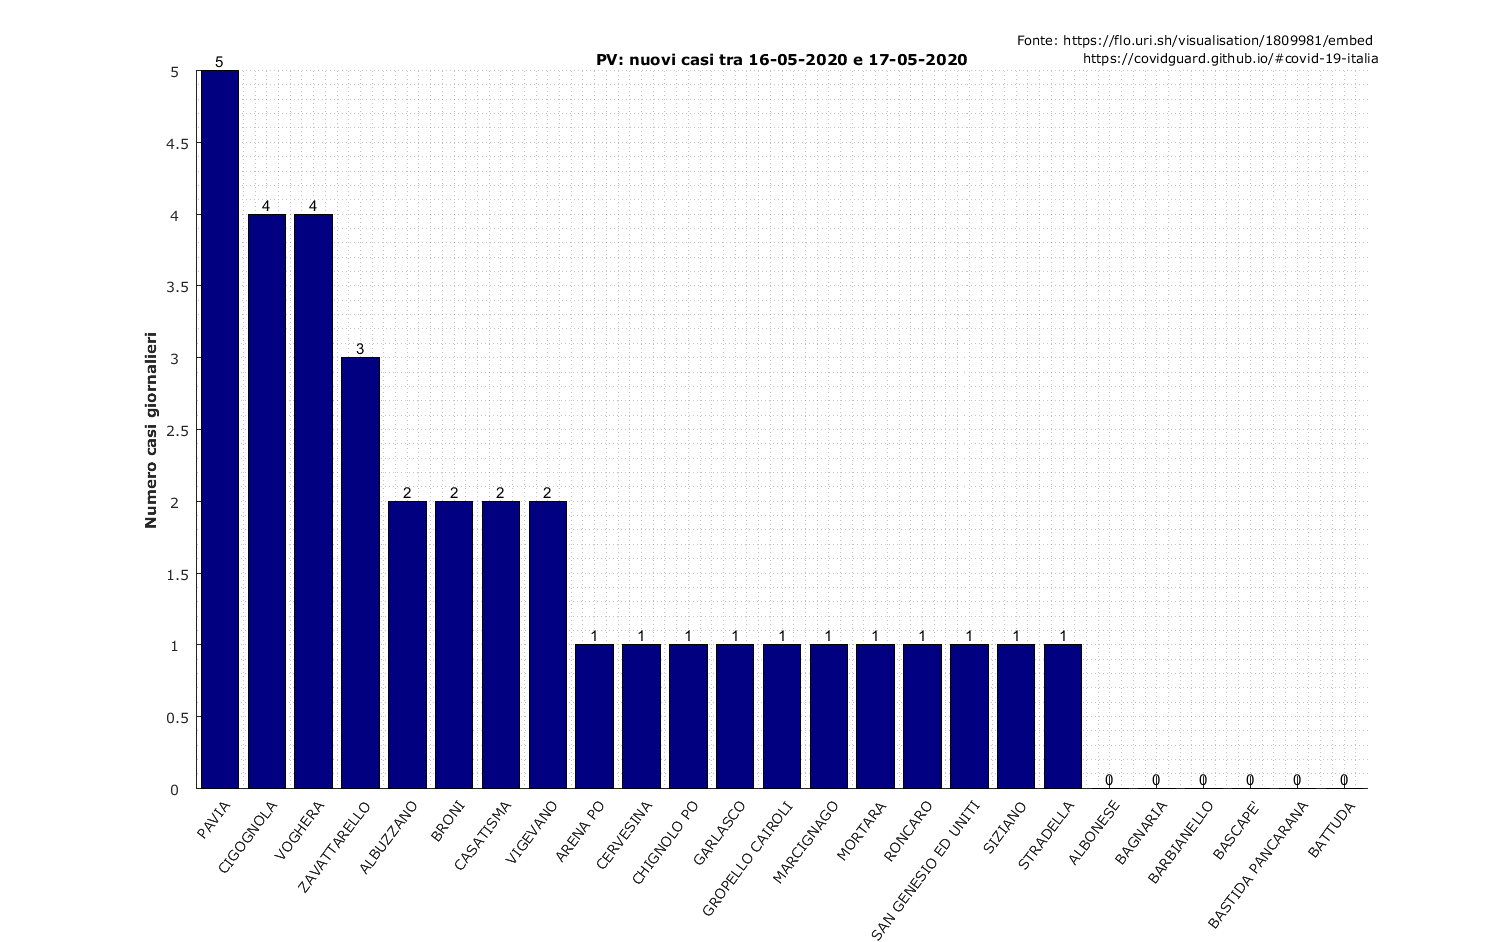 Fonte: https://flo.uri.sh/visualisation/1809981/embed
https://covidguard.github.io/#covid-19-italia
PV: nuovi casi tra 16-05-2020 e 17-05-2020
Numero casi giornalieri
5
4.5
4
3.5
3
2.5
2
1.5
1
0.5
0
5 4 4 3 2 2 2 2 1 1 1 1 1 1 1 1 1 1 1 0 0 0 0 0 0
PAVIA
CIGOGNOLA
VOGHERA
ZAVATTARELLO
ALBUZZANO
BRONI
CASATISMA
VIGEVANO
ARENA PO
CERVESINA
CHIGNOLO PO
GARLASCO
GROPELLO CAIROLI
MARCIGNAGO
MORTARA
RONCARO
SAN GENESIO ED UNITI
SIZIANO
STRADELLA
ALBONESE
BAGNARIA
BARBIANELLO
BASCAPE'
BASTIDA PANCARANA
BATTUDA